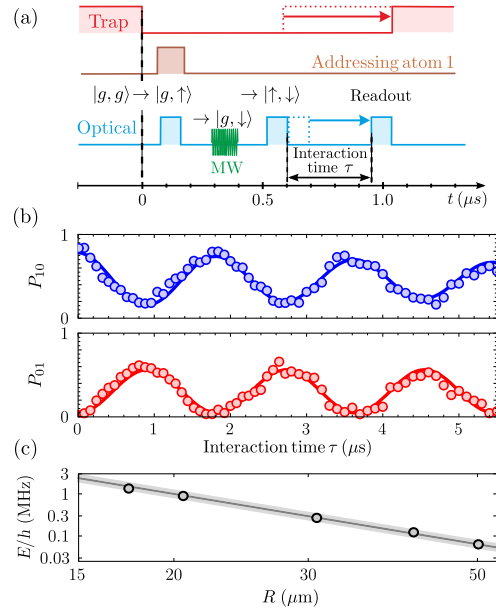 (a)
Trap
Addressing atom 1
|g, g⟩ → |g, ↑⟩ → |↑, ↓⟩ Readout
→ |g, ↓⟩
Optical
MW
Interaction
time τ
0 0.5 1.0 t (μs)
(b)
1
P10
0
1
P01
0
0 1 2 3 4 5
Interaction time τ (μs)
(c)
3
1
0.3
0.1
0.03
E/h (MHz)
15 20 30 40 50
R (μm)